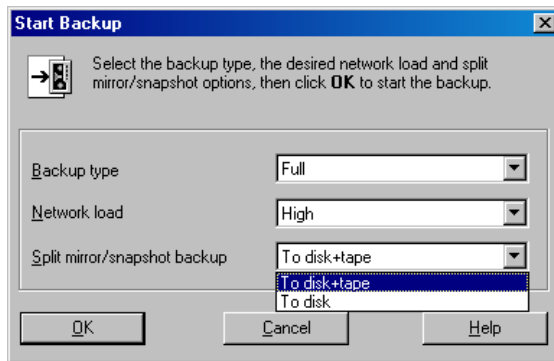 Start Backup
Select the backup type, the desired network load and split
mirror/snapshot options, then click OK to start the backup.
Backup type
Full
Network load
High
Split mirror/snapshot backup
To disk+tape
To disk+tape
To disk
OK
Cancel
Help